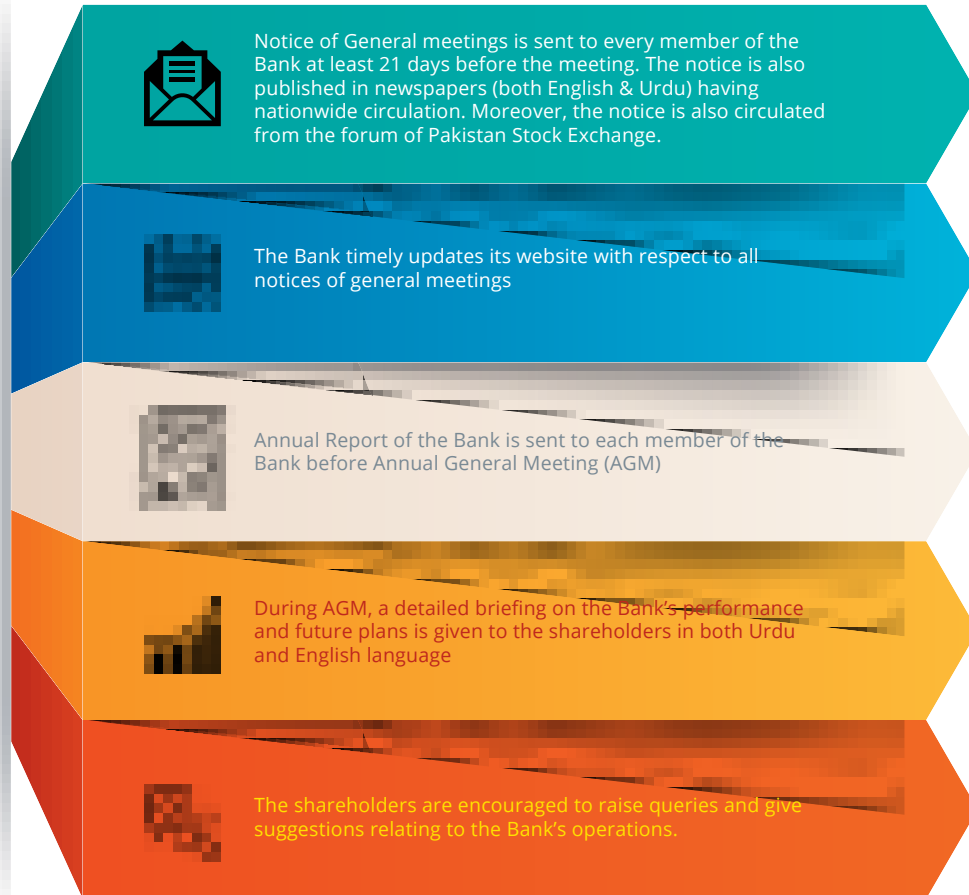 Notice of General meetings is sent to every member of the
Bank at least 21 days before the meeting. The notice is also
published in newspapers (both English & Urdu) having
nationwide circulation. Moreover, the notice is also circulated
from the forum of Pakistan Stock Exchange.
The Bank timely updates its website with respect to all
notices of general meetings
Annual Report of the Bank is sent to each member of the
Bank before Annual General Meeting (AGM)
During AGM, a detailed briefing on the Bank’s performance
and future plans is given to the shareholders in both Urdu
and English language
The shareholders are encouraged to raise queries and give
suggestions relating to the Bank’s operations.